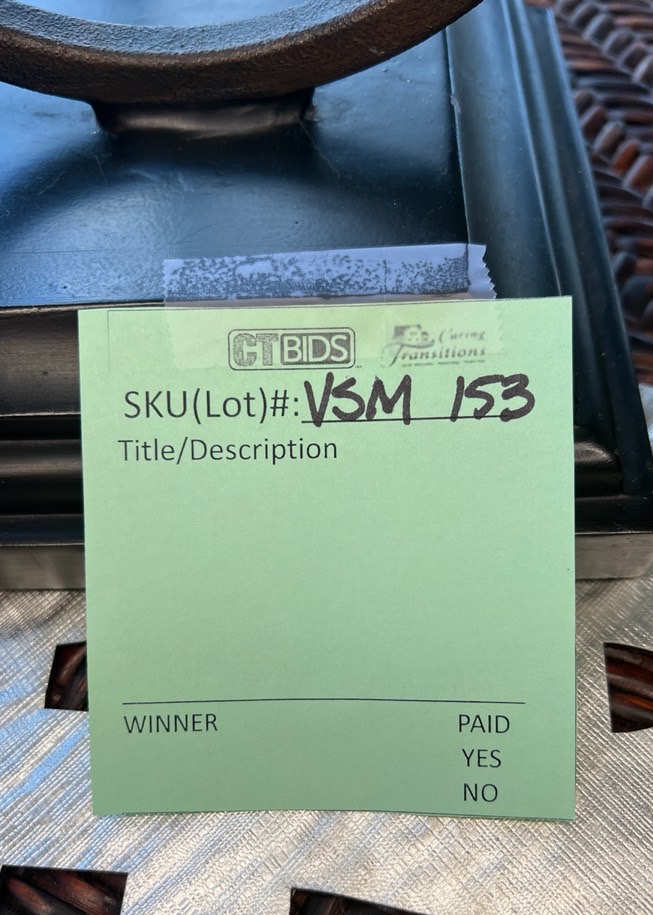 CTBIDS Caring
Transitions
SKU(Lot)#: VSM 153
Title/Description
WINNER PAID
YES
NO